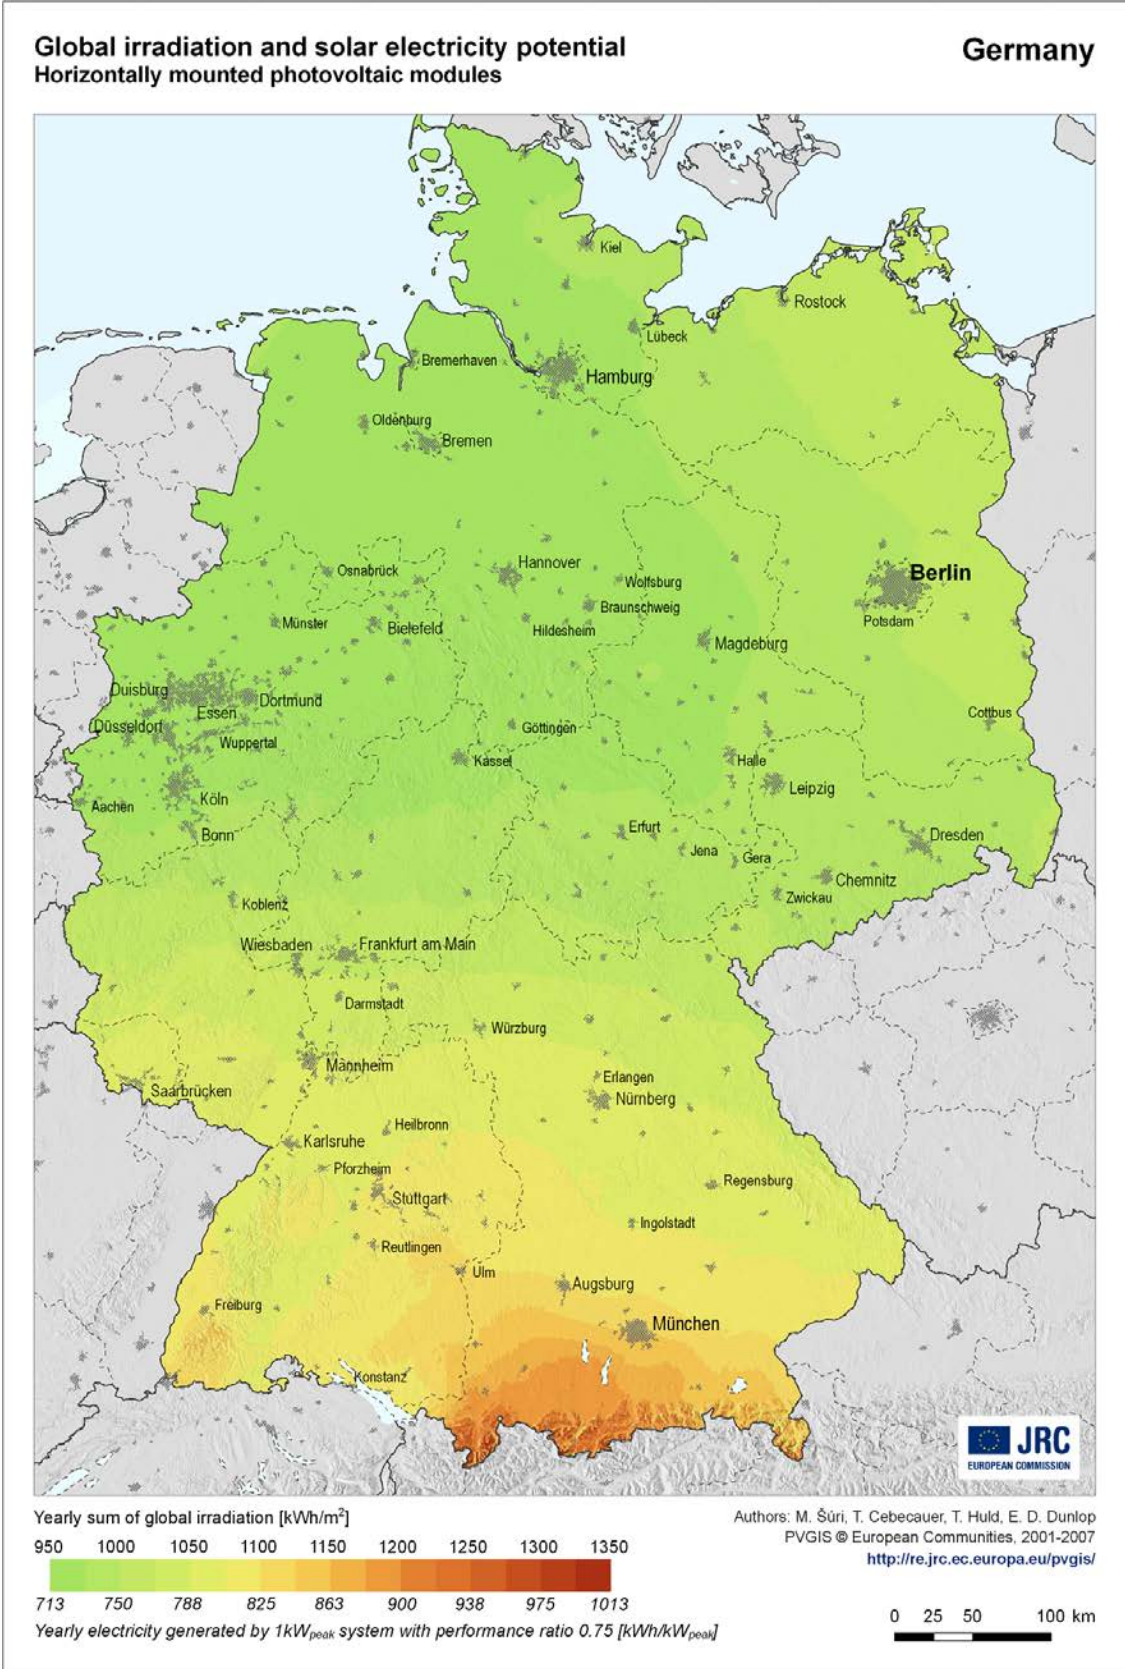 Global irradiation and solar electricity potential
Horizontally mounted photovoltaic modules
Germany
Kiel
Rostock
Lübeck
Bremerhaven
Hamburg
Oldenburg
Bremen
Osnabrück
Hannover
Wolfsburg
Berlin
Braunschweig
Potsdam
Münster
Bielefeld
Hildesheim
Magdeburg
Duisburg
Dortmund
Essen
Düsseldorf
Wuppertal
Göttingen
Cottbus
Kassel
Halle
Leipzig
Aachen
Köln
Bonn
Erfurt
Jena
Gera
Dresden
Chemnitz
Zwickau
Koblenz
Wiesbaden
Frankfurt am Main
Darmstadt
Würzburg
Mannheim
Erlangen
Nürnberg
Saarbrücken
Heilbronn
Karlsruhe
Pforzheim
Stuttgart
Regensburg
Ingolstadt
Reutlingen
Ulm
Augsburg
Freiburg
München
Konstanz
JRC
EUROPEAN COMMISSION
Yearly sum of global irradiation [kWh/m²]
950 1000 1050 1100 1150 1200 1250 1300 1350
713 750 788 825 863 900 938 975 1013
Yearly electricity generated by 1kWpeak system with performance ratio 0.75 [kWh/kWpeak]
Authors: M. Šúri, T. Cebecauer, T. Huld, E. D. Dunlop
PVGIS © European Communities, 2001-2007
http://re.jrc.ec.europa.eu/pvgis/
0 25 50 100 km